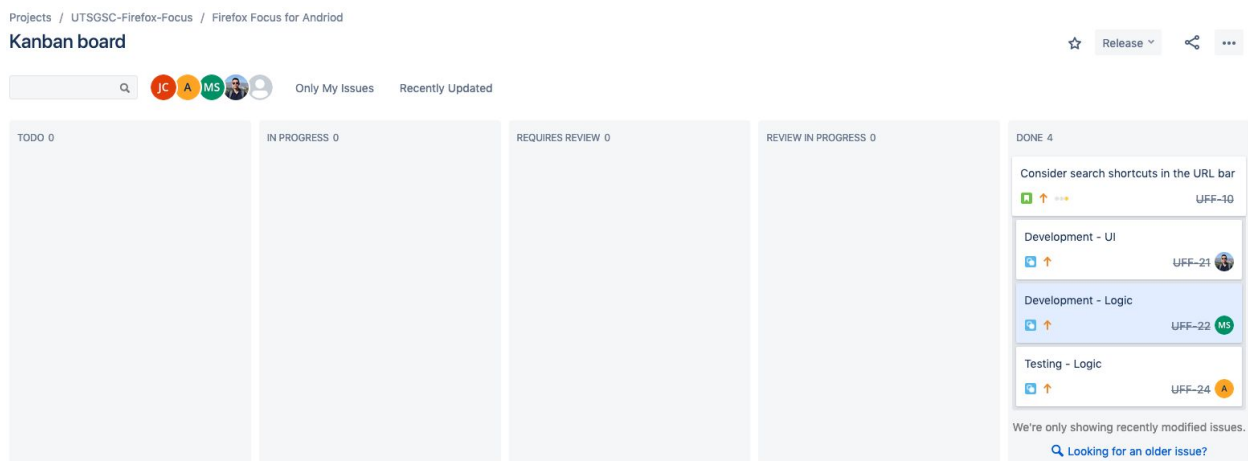 Projects / UTSGSC-Firefox-Focus / Firefox Focus for Andriod
Kanban board
Release
JC A MS
Only My Issues Recently Updated
TODO 0 IN PROGRESS 0 REQUIRES REVIEW 0 REVIEW IN PROGRESS 0 DONE 4
Consider search shortcuts in the URL bar
UFF-10
Development - UI
UFF-21
Development - Logic
UFF-22 MS
Testing - Logic
UFF-24 A
We're only showing recently modified issues.
Looking for an older issue?